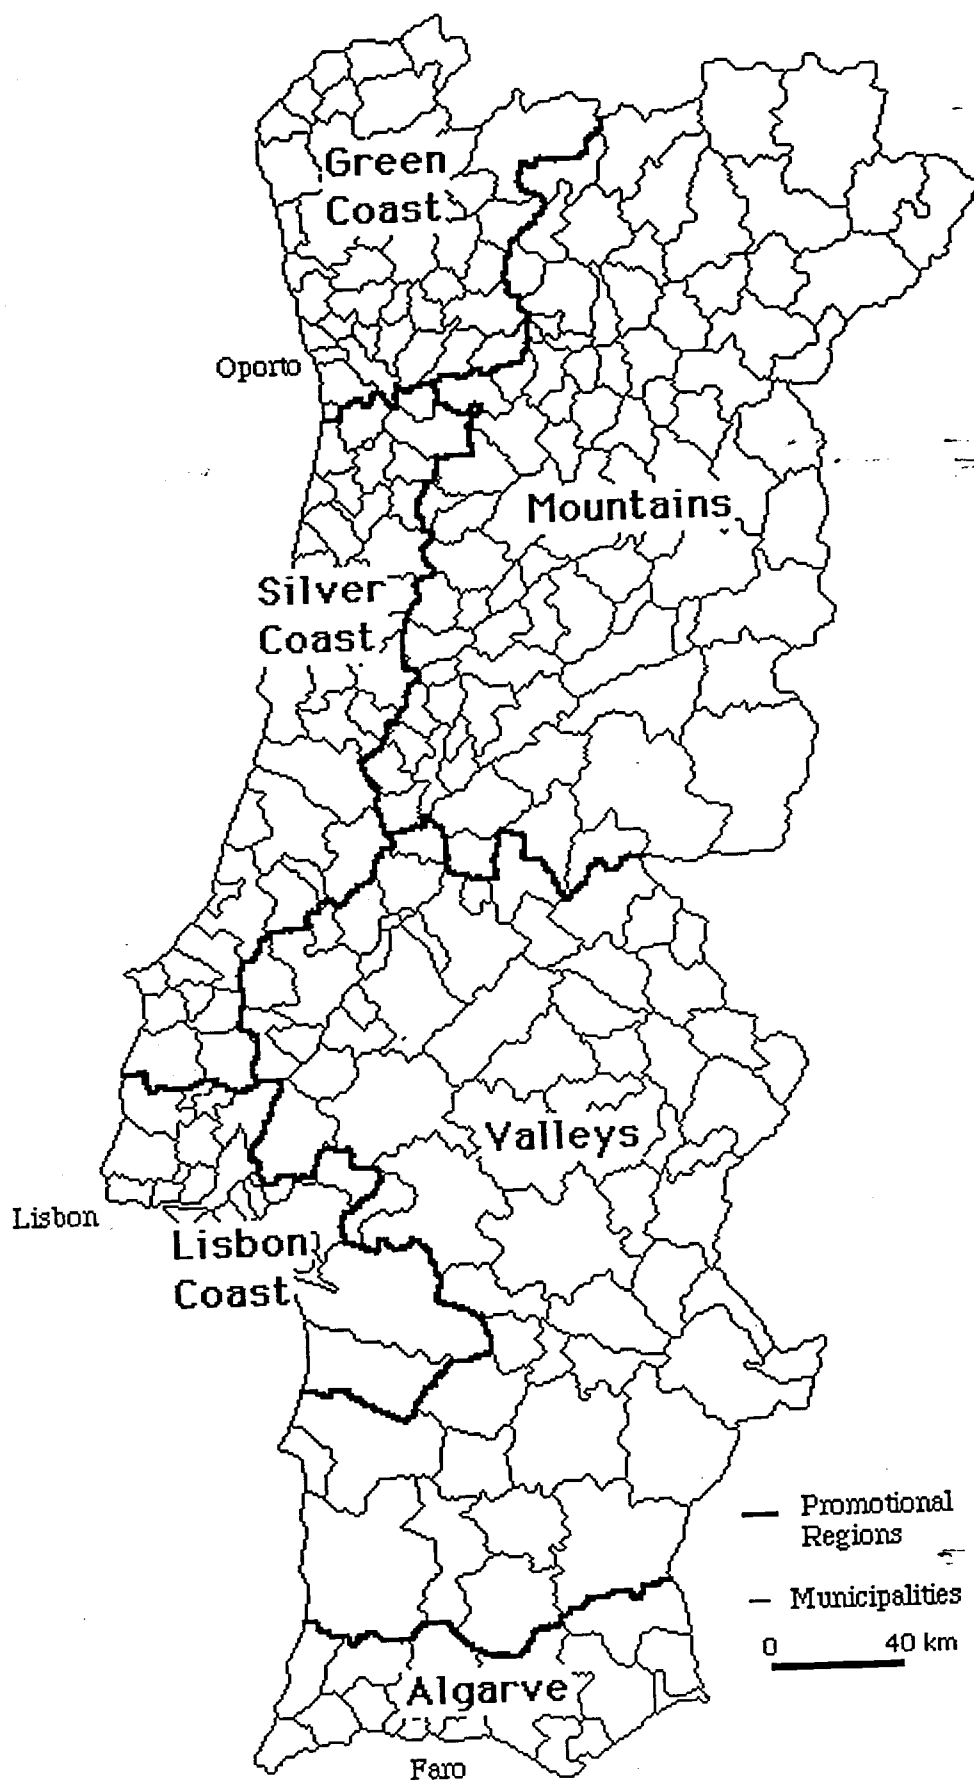 Green
Coast
Oporto
Mountains
Silver
Coast
Valleys
Lisbon
Lisbon
Coast
Promotional
Regions
Municipalities
0 40 km
Algarve
Faro